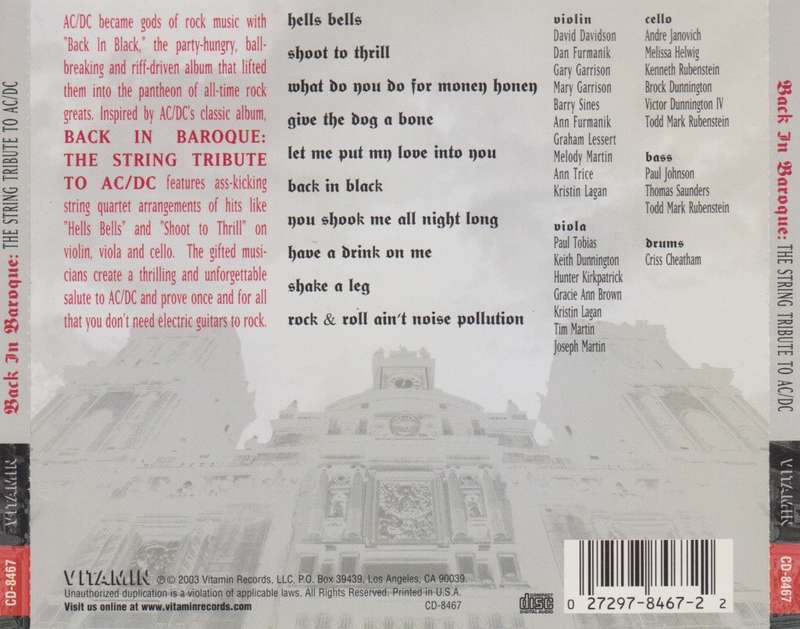 Back In Baroque: THE STRING TRIBUTE TO AC/DC
VITAMIN
CD-8467
AC/DC became gods of rock music with
"Back In Black," the party-hungry, ball-
breaking and riff-driven album that lifted
them into the pantheon of all-time rock
greats. Inspired by AC/DC's classic album,
BACK IN BAROQUE:
THE STRING TRIBUTE
TO AC/DC features ass-kicking
string quartet arrangements of hits like
"Hells Bells" and "Shoot to Thrill" on
violin, viola and cello. The gifted musi-
cians create a thrilling and unforgettable
salute to AC/DC and prove once and for all
that you don't need electric guitars to rock.
hells bells
shoot to thrill
what do you do for money honey
give the dog a bone
let me put my love into you
back in black
you shook me all night long
have a drink on me
shake a leg
rock & roll ain't noise pollution
violin
David Davidson
Dan Furmanik
Gary Garrison
Mary Garrison
Barry Sines
Ann Furmanik
Graham Lessert
Melody Martin
Ann Trice
Kristin Lagan
viola
Paul Tobias
Keith Dunnington
Hunter Kirkpatrick
Gracie Ann Brown
Kristin Lagan
Tim Martin
Joseph Martin
cello
Andre Janovich
Melissa Helwig
Kenneth Rubenstein
Brock Dunnington
Victor Dunnington IV
Todd Mark Rubenstein
bass
Paul Johnson
Thomas Saunders
Todd Mark Rubenstein
drums
Criss Cheatham
VITAMIN ℗© 2003 Vitamin Records, LLC, P.O. Box 39439, Los Angeles, CA 90039.
Unauthorized duplication is a violation of applicable laws. All Rights Reserved. Printed in U.S.A.
Visit us online at www.vitaminrecords.com CD-8467
COMPACT
disc
DIGITAL AUDIO
0 27297-8467-2 2
Back In Baroque: THE STRING TRIBUTE TO AC/DC
VITAMIN
CD-8467